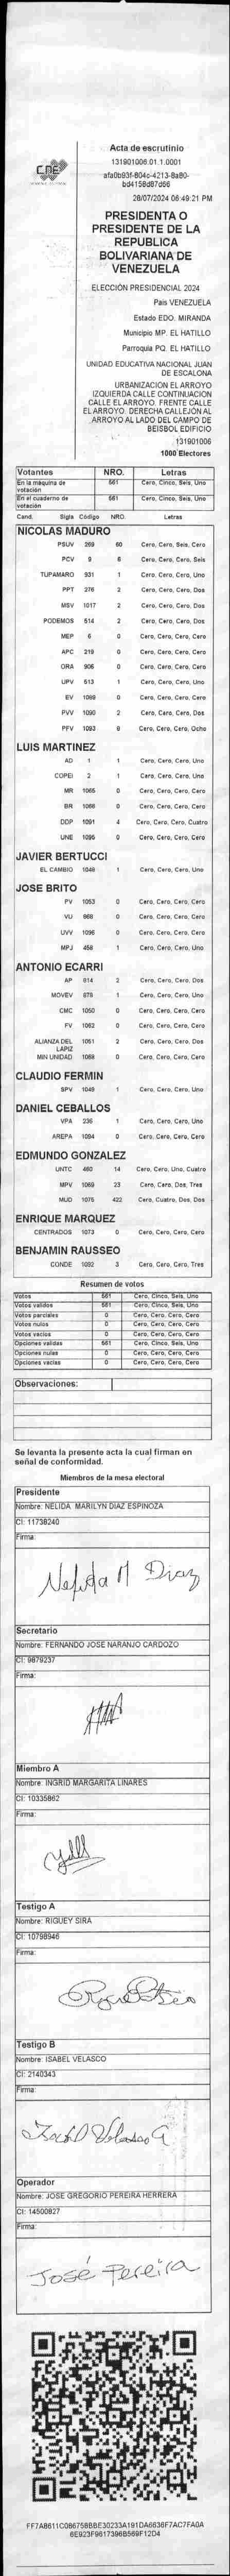 CNE
Acta de escrutinio
131901006.01.1.0001
afa0b93f-804c-4213-8a80-
bd4158d87d66
28/07/2024 06:49:21 PM
PRESIDENTA O
PRESIDENTE DE LA
REPUBLICA
BOLIVARIANA DE
VENEZUELA
ELECCIÓN PRESIDENCIAL 2024
Pais VENEZUELA
Estado EDO. MIRANDA
Municipio MP. EL HATILLO
Parroquia PQ. EL HATILLO
UNIDAD EDUCATIVA NACIONAL JUAN
DE ESCALONA
URBANIZACION EL ARROYO
IZQUIERDA CALLE CONTINUACION
CALLE EL ARROYO. FRENTE CALLE
EL ARROYO. DERECHA CALLEJON AL
ARROYO AL LADO DEL CAMPO DE
BEISBOL EDIFICIO
131901006
1000 Electores
Votantes NRO. Letras
En la máquina de votación 561 Cero, Cinco, Seis, Uno
En el cuaderno de votación 561 Cero, Cinco, Seis, Uno
Cand. Sigla Código NRO. Letras
NICOLAS MADURO
PSUV 269 60 Cero, Cero, Seis, Cero
PCV 9 6 Cero, Cero, Cero, Seis
TUPAMARO 931 1 Cero, Cero, Cero, Uno
PPT 276 2 Cero, Cero, Cero, Dos
MSV 1017 2 Cero, Cero, Cero, Dos
PODEMOS 514 2 Cero, Cero, Cero, Dos
MEP 6 0 Cero, Cero, Cero, Cero
APC 219 0 Cero, Cero, Cero, Cero
ORA 906 0 Cero, Cero, Cero, Cero
UPV 513 1 Cero, Cero, Cero, Uno
EV 1089 0 Cero, Cero, Cero, Cero
PVV 1090 2 Cero, Cero, Cero, Dos
PFV 1093 8 Cero, Cero, Cero, Ocho
LUIS MARTINEZ
AD 1 1 Cero, Cero, Cero, Uno
COPEI 2 1 Cero, Cero, Cero, Uno
MR 1065 0 Cero, Cero, Cero, Cero
BR 1066 0 Cero, Cero, Cero, Cero
DDP 1091 4 Cero, Cero, Cero, Cuatro
UNE 1095 0 Cero, Cero, Cero, Cero
JAVIER BERTUCCI
EL CAMBIO 1048 1 Cero, Cero, Cero, Uno
JOSE BRITO
PV 1053 0 Cero, Cero, Cero, Cero
VU 968 0 Cero, Cero, Cero, Cero
UVV 1096 0 Cero, Cero, Cero, Cero
MPJ 458 1 Cero, Cero, Cero, Uno
ANTONIO ECARRI
AP 914 2 Cero, Cero, Cero, Dos
MOVEV 978 1 Cero, Cero, Cero, Uno
CMC 1050 0 Cero, Cero, Cero, Cero
FV 1062 0 Cero, Cero, Cero, Cero
ALIANZA DEL LAPIZ 1061 2 Cero, Cero, Cero, Dos
MIN UNIDAD 1068 0 Cero, Cero, Cero, Cero
CLAUDIO FERMIN
SPV 1049 1 Cero, Cero, Cero, Uno
DANIEL CEBALLOS
VPA 236 1 Cero, Cero, Cero, Uno
AREPA 1094 0 Cero, Cero, Cero, Cero
EDMUNDO GONZALEZ
UNTC 460 14 Cero, Cero, Uno, Cuatro
MPV 1069 23 Cero, Cero, Dos, Tres
MUD 1075 422 Cero, Cuatro, Dos, Dos
ENRIQUE MARQUEZ
CENTRADOS 1073 0 Cero, Cero, Cero, Cero
BENJAMIN RAUSSEO
CONDE 1092 3 Cero, Cero, Cero, Tres
Resumen de votos
Votos 561 Cero, Cinco, Seis, Uno
Votos validos 561 Cero, Cinco, Seis, Uno
Votos parciales 0 Cero, Cero, Cero, Cero
Votos nulos 0 Cero, Cero, Cero, Cero
Votos vacios 0 Cero, Cero, Cero, Cero
Opciones validas 561 Cero, Cinco, Seis, Uno
Opciones nulas 0 Cero, Cero, Cero, Cero
Opciones vacias 0 Cero, Cero, Cero, Cero
Observaciones:
Se levanta la presente acta la cual firman en
señal de conformidad.
Miembros de la mesa electoral
Presidente
Nombre: NELIDA MARILYN DIAZ ESPINOZA
CI: 11738240
Firma:
Nelida M Diaz
Secretario
Nombre: FERNANDO JOSE NARANJO CARDOZO
CI: 9879237
Firma:
Miembro A
Nombre: INGRID MARGARITA LINARES
CI: 10335862
Firma:
Testigo A
Nombre: RIGUEY SIRA
CI: 10798946
Firma:
Testigo B
Nombre: ISABEL VELASCO
CI: 2140343
Firma:
Isabel Velasco G
Operador
Nombre: JOSE GREGORIO PEREIRA HERRERA
CI: 14500827
Firma:
José Pereira
FF7A8611C086758BBE30233A191DA6636F7AC7FA0A
6E923F9617396B569F12D4